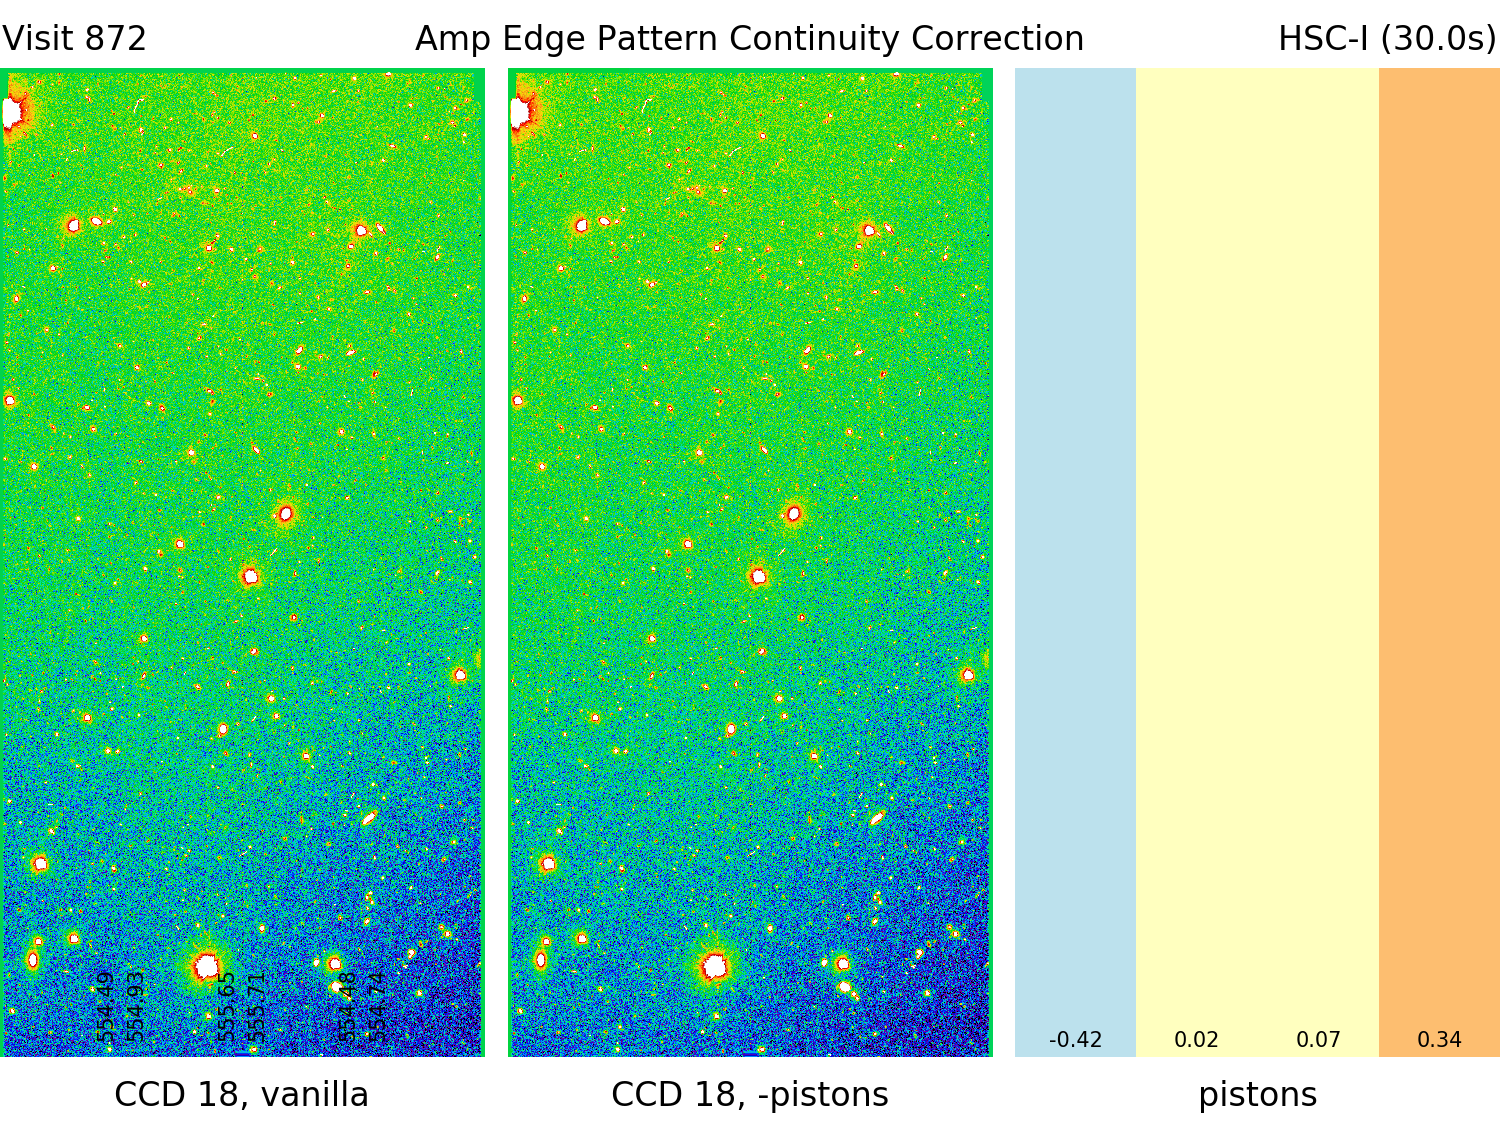 Visit 872
Amp Edge Pattern Continuity Correction
HSC-I (30.0s)
554.49
554.93
555.65
555.71
554.48
554.74
-0.42
0.02
0.07
0.34
CCD 18, vanilla
CCD 18, -pistons
pistons